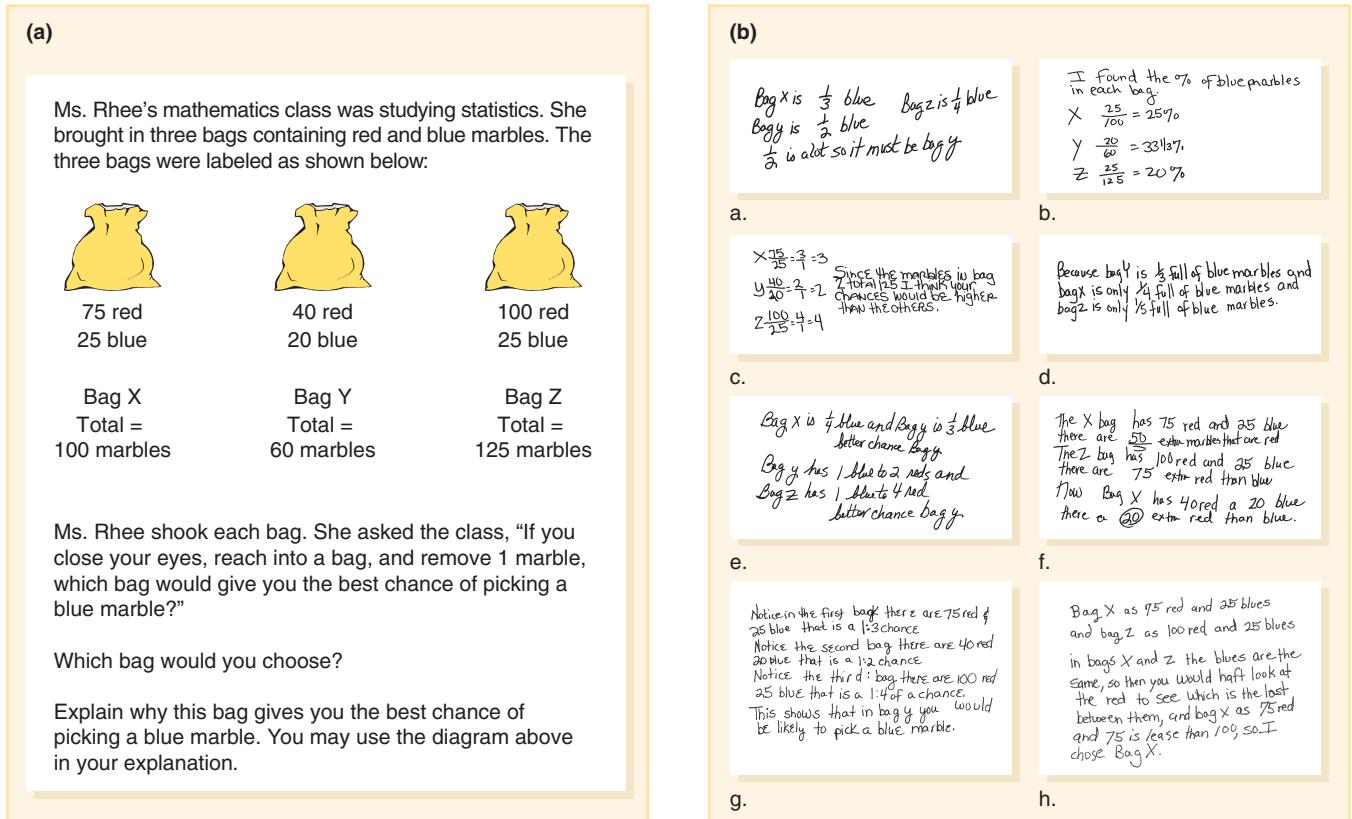 (a)
Ms. Rhee's mathematics class was studying statistics. She
brought in three bags containing red and blue marbles. The
three bags were labeled as shown below:
75 red
25 blue
40 red
20 blue
100 red
25 blue
Bag X
Total =
100 marbles
Bag Y
Total =
60 marbles
Bag Z
Total =
125 marbles
Ms. Rhee shook each bag. She asked the class, “If you
close your eyes, reach into a bag, and remove 1 marble,
which bag would give you the best chance of picking a
blue marble?”
Which bag would you choose?
Explain why this bag gives you the best chance of
picking a blue marble. You may use the diagram above
in your explanation.
(b)
Bag X is 1/3 blue Bag z is 1/4 blue
Bag y is 1/2 blue
1/2 is a lot so it must be bag y
a.
I found the % of blue marbles
in each bag.
X 25/100 = 25%
Y 20/60 = 33 1/3%
Z 25/125 = 20%
b.
X 75/25 = 3/1 = 3
Y 40/20 = 2/1 = 2
Z 100/25 = 4/1 = 4
Since the marbles in bag
Z total 125 I think your
chances would be higher
than the others.
c.
Because bag Y is 1/3 full of blue marbles and
bag X is only 1/4 full of blue marbles and
bag z is only 1/5 full of blue marbles.
d.
Bag X is 1/4 blue and Bag y is 1/3 blue
better chance Bag y
Bag y has 1 blue to 2 reds and
Bag Z has 1 blue to 4 red
better chance bag y
e.
The X bag has 75 red and 25 blue
there are 50 extra marbles that are red
The Z bag has 100 red and 25 blue
there are 75 extra red than blue
Now Bag X has 40 red a 20 blue
there a 20 extra red than blue.
f.
Notice in the first bag there are 75 red &
25 blue that is a 1:3 chance
Notice the second bag there are 40 red
20 blue that is a 1:2 chance
Notice the third: bag there are 100 red
25 blue that is a 1:4 of a chance.
This shows that in bag y you would
be likely to pick a blue marble.
g.
Bag X as 75 red and 25 blues
and bag Z as 100 red and 25 blues
in bags X and Z the blues are the
same, so then you would haft look at
the red to see which is the last
between them, and bag X as 75 red
and 75 is lease than 100, so I
chose Bag X.
h.